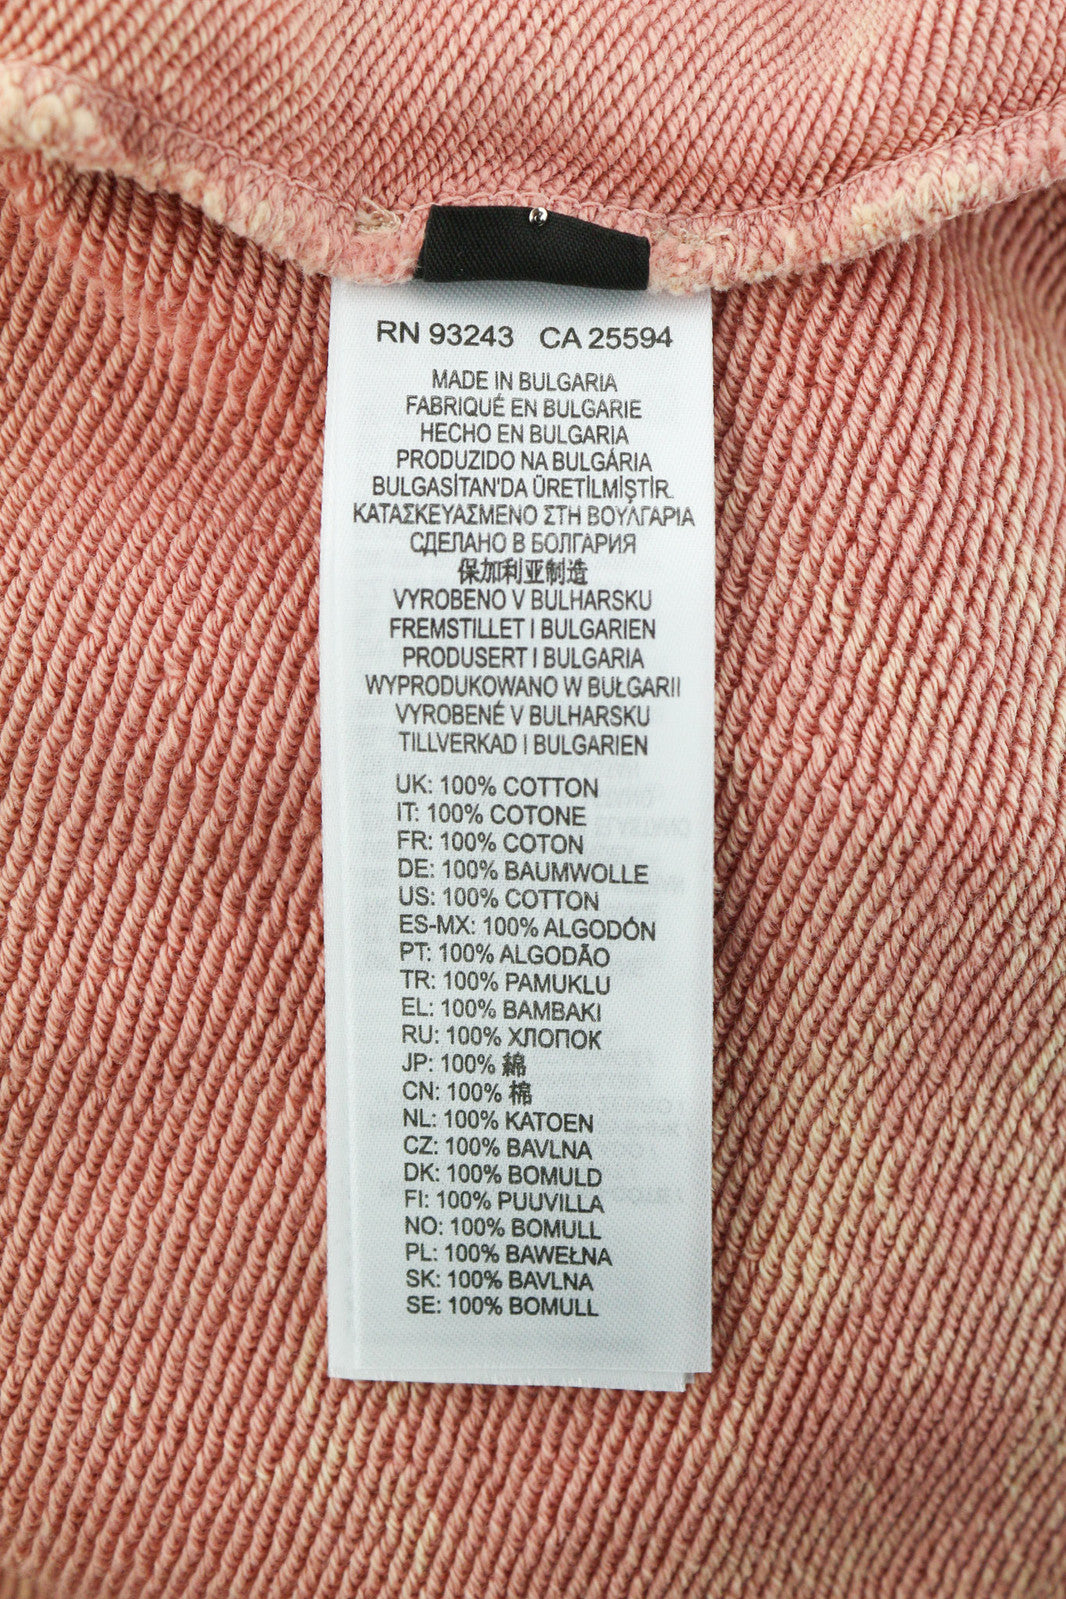 RN 93243 CA 25594
MADE IN BULGARIA
FABRIQUÉ EN BULGARIE
HECHO EN BULGARIA
PRODUZIDO NA BULGÁRIA
BULGASİTAN'DA ÜRETİLMİŞTİR.
ΚΑΤΑΣΚΕΥΑΣΜΕΝΟ ΣΤΗ ΒΟΥΛΓΑΡΙΑ
СДЕЛАНО В БОЛГАРИЯ
保加利亚制造
VYROBENO V BULHARSKU
FREMSTILLET I BULGARIEN
PRODUSERT I BULGARIA
WYPRODUKOWANO W BUŁGARII
VYROBENÉ V BULHARSKU
TILLVERKAD I BULGARIEN
UK: 100% COTTON
IT: 100% COTONE
FR: 100% COTON
DE: 100% BAUMWOLLE
US: 100% COTTON
ES-MX: 100% ALGODÓN
PT: 100% ALGODÃO
TR: 100% PAMUKLU
EL: 100% ΒΑΜΒΑΚΙ
RU: 100% ХЛОПОК
JP: 100% 綿
CN: 100% 棉
NL: 100% KATOEN
CZ: 100% BAVLNA
DK: 100% BOMULD
FI: 100% PUUVILLA
NO: 100% BOMULL
PL: 100% BAWEŁNA
SK: 100% BAVLNA
SE: 100% BOMULL